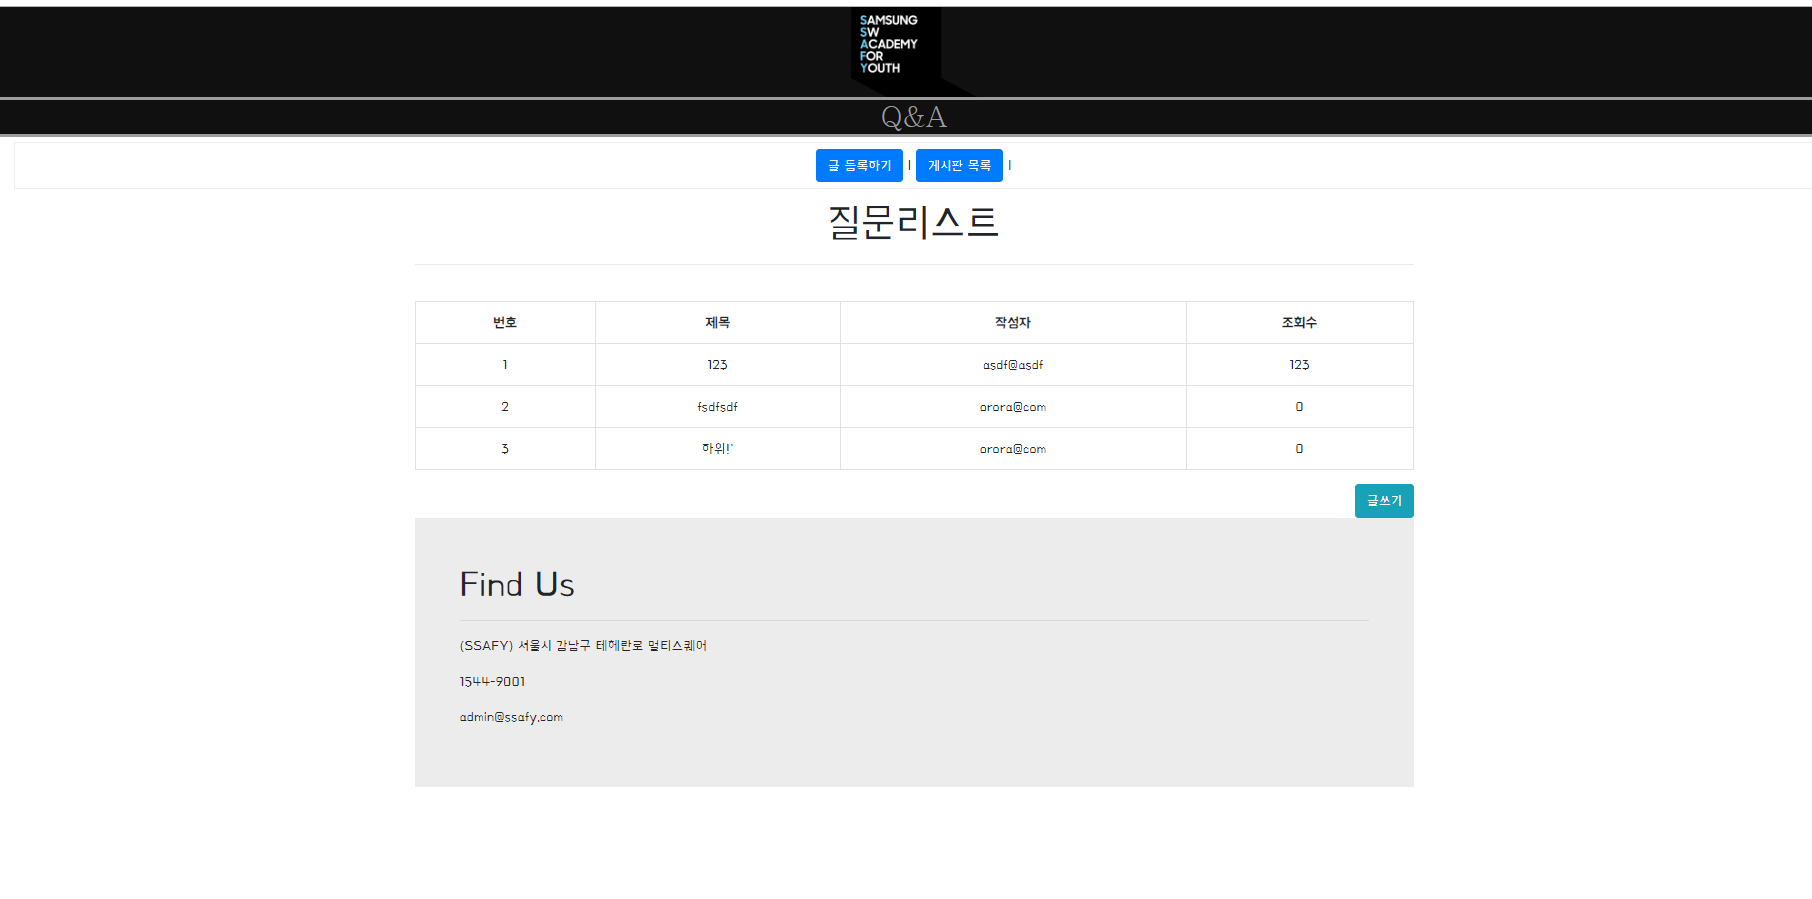 SAMSUNG
SW
ACADEMY
FOR
YOUTH
Q&A
글 등록하기 | 게시판 목록 |
질문리스트
번호 제목 작성자 조회수
1 123 asdf@asdf 123
2 fsdfsdf orora@com 0
3 하위!` orora@com 0
글쓰기
Find Us
(SSAFY) 서울시 강남구 테헤란로 멀티스퀘어
1544-9001
admin@ssafy.com